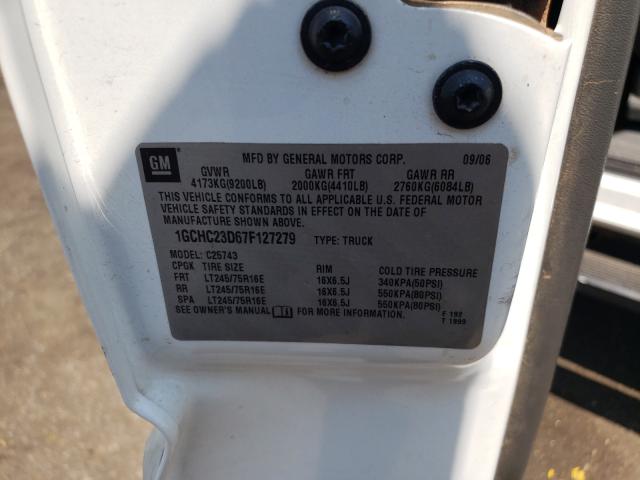 GM
MFD BY GENERAL MOTORS CORP. 09/06
GVWR GAWR FRT GAWR RR
4173KG(9200LB) 2000KG(4410LB) 2760KG(6084LB)
THIS VEHICLE CONFORMS TO ALL APPLICABLE U.S. FEDERAL MOTOR
VEHICLE SAFETY STANDARDS IN EFFECT ON THE DATE OF
MANUFACTURE SHOWN ABOVE.
1GCHC23D67F127279 TYPE: TRUCK
MODEL: C25743
CPGK TIRE SIZE RIM COLD TIRE PRESSURE
FRT LT245/75R16E 16X6.5J 340KPA(50PSI)
RR LT245/75R16E 16X6.5J 550KPA(80PSI)
SPA LT245/75R16E 16X6.5J 550KPA(80PSI)
SEE OWNER'S MANUAL FOR MORE INFORMATION.
F 192
T 1999